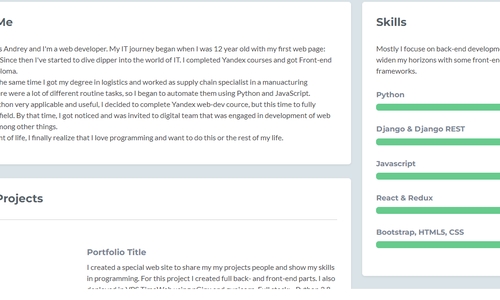 Me
s Andrey and I'm a web developer. My IT journey began when I was 12 year old with my first web page:
Since then I've started to dive dipper into the world of IT. I completed Yandex courses and got Front-end
loma.
he same time I got my degree in logistics and worked as supply chain specialist in a manuacturing
ere were a lot of different routine tasks, so I began to automate them using Python and JavaScript.
thon very applicable and useful, I decided to complete Yandex web-dev cource, but this time to fully
field. By that time, I got noticed and was invited to digital team that was engaged in development of web
mong other things.
nt of life, I finally realize that I love programming and want to do this or the rest of my life.
Projects
Portfolio Title
I created a special web site to share my my projects people and show my skills
in programming. For this project I created full back- and front-end parts. I also
Skills
Mostly I focus on back-end developm
widen my horizons with some front-en
frameworks.
Python
Django & Django REST
Javascript
React & Redux
Bootstrap, HTML5, CSS